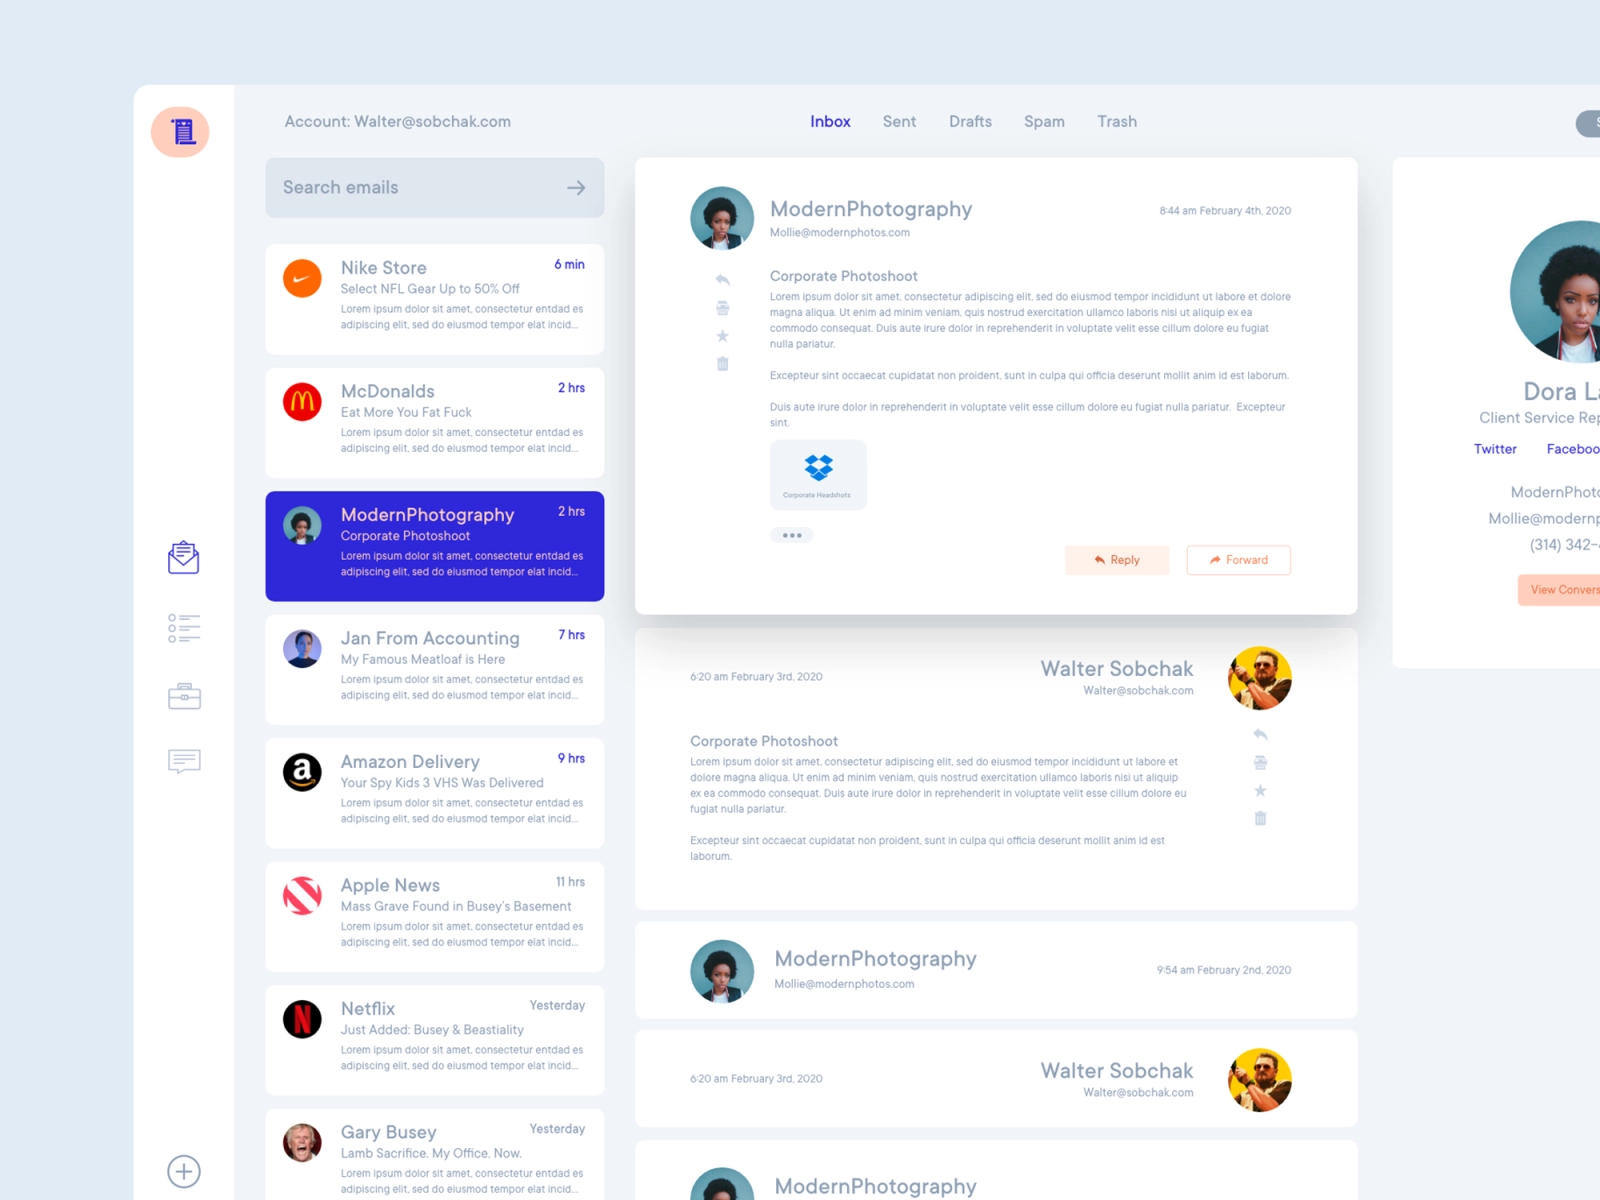 Account: Walter@sobchak.com
Inbox
Sent
Drafts
Spam
Trash
Search emails
Nike Store
6 min
Select NFL Gear Up to 50% Off
Lorem ipsum dolor sit amet, consectetur entdad es
adipiscing elit, sed do eiusmod tempor elat incid...
McDonalds
2 hrs
Eat More You Fat Fuck
Lorem ipsum dolor sit amet, consectetur entdad es
adipiscing elit, sed do eiusmod tempor elat incid...
ModernPhotography
2 hrs
Corporate Photoshoot
Lorem ipsum dolor sit amet, consectetur entdad es
adipiscing elit, sed do eiusmod tempor elat incid...
Jan From Accounting
7 hrs
My Famous Meatloaf is Here
Lorem ipsum dolor sit amet, consectetur entdad es
adipiscing elit, sed do eiusmod tempor elat incid...
Amazon Delivery
9 hrs
Your Spy Kids 3 VHS Was Delivered
Lorem ipsum dolor sit amet, consectetur entdad es
adipiscing elit, sed do eiusmod tempor elat incid...
Apple News
11 hrs
Mass Grave Found in Busey's Basement
Lorem ipsum dolor sit amet, consectetur entdad es
adipiscing elit, sed do eiusmod tempor elat incid...
Netflix
Yesterday
Just Added: Busey & Beastiality
Lorem ipsum dolor sit amet, consectetur entdad es
adipiscing elit, sed do eiusmod tempor elat incid...
Gary Busey
Yesterday
Lamb Sacrifice. My Office. Now.
Lorem ipsum dolor sit amet, consectetur entdad es
adipiscing elit, sed do eiusmod tempor elat incid...
ModernPhotography
8:44 am February 4th, 2020
Mollie@modernphotos.com
Corporate Photoshoot
Lorem ipsum dolor sit amet, consectetur adipiscing elit, sed do eiusmod tempor incididunt ut labore et dolore
magna aliqua. Ut enim ad minim veniam, quis nostrud exercitation ullamco laboris nisi ut aliquip ex ea
commodo consequat. Duis aute irure dolor in reprehenderit in voluptate velit esse cillum dolore eu fugiat
nulla pariatur.
Excepteur sint occaecat cupidatat non proident, sunt in culpa qui officia deserunt mollit anim id est laborum.
Duis aute irure dolor in reprehenderit in voluptate velit esse cillum dolore eu fugiat nulla pariatur. Excepteur
sint.
Corporate Headshots
Reply
Forward
6:20 am February 3rd, 2020
Walter Sobchak
Walter@sobchak.com
Corporate Photoshoot
Lorem ipsum dolor sit amet, consectetur adipiscing elit, sed do eiusmod tempor incididunt ut labore et
dolore magna aliqua. Ut enim ad minim veniam, quis nostrud exercitation ullamco laboris nisi ut aliquip
ex ea commodo consequat. Duis aute irure dolor in reprehenderit in voluptate velit esse cillum dolore eu
fugiat nulla pariatur.
Excepteur sint occaecat cupidatat non proident, sunt in culpa qui officia deserunt mollit anim id est
laborum.
ModernPhotography
9:54 am February 2nd, 2020
Mollie@modernphotos.com
6:20 am February 3rd, 2020
Walter Sobchak
Walter@sobchak.com
ModernPhotography
Dora La
Client Service Rep
Twitter
Faceboo
ModernPhoto
Mollie@modernp
(314) 342-
View Convers